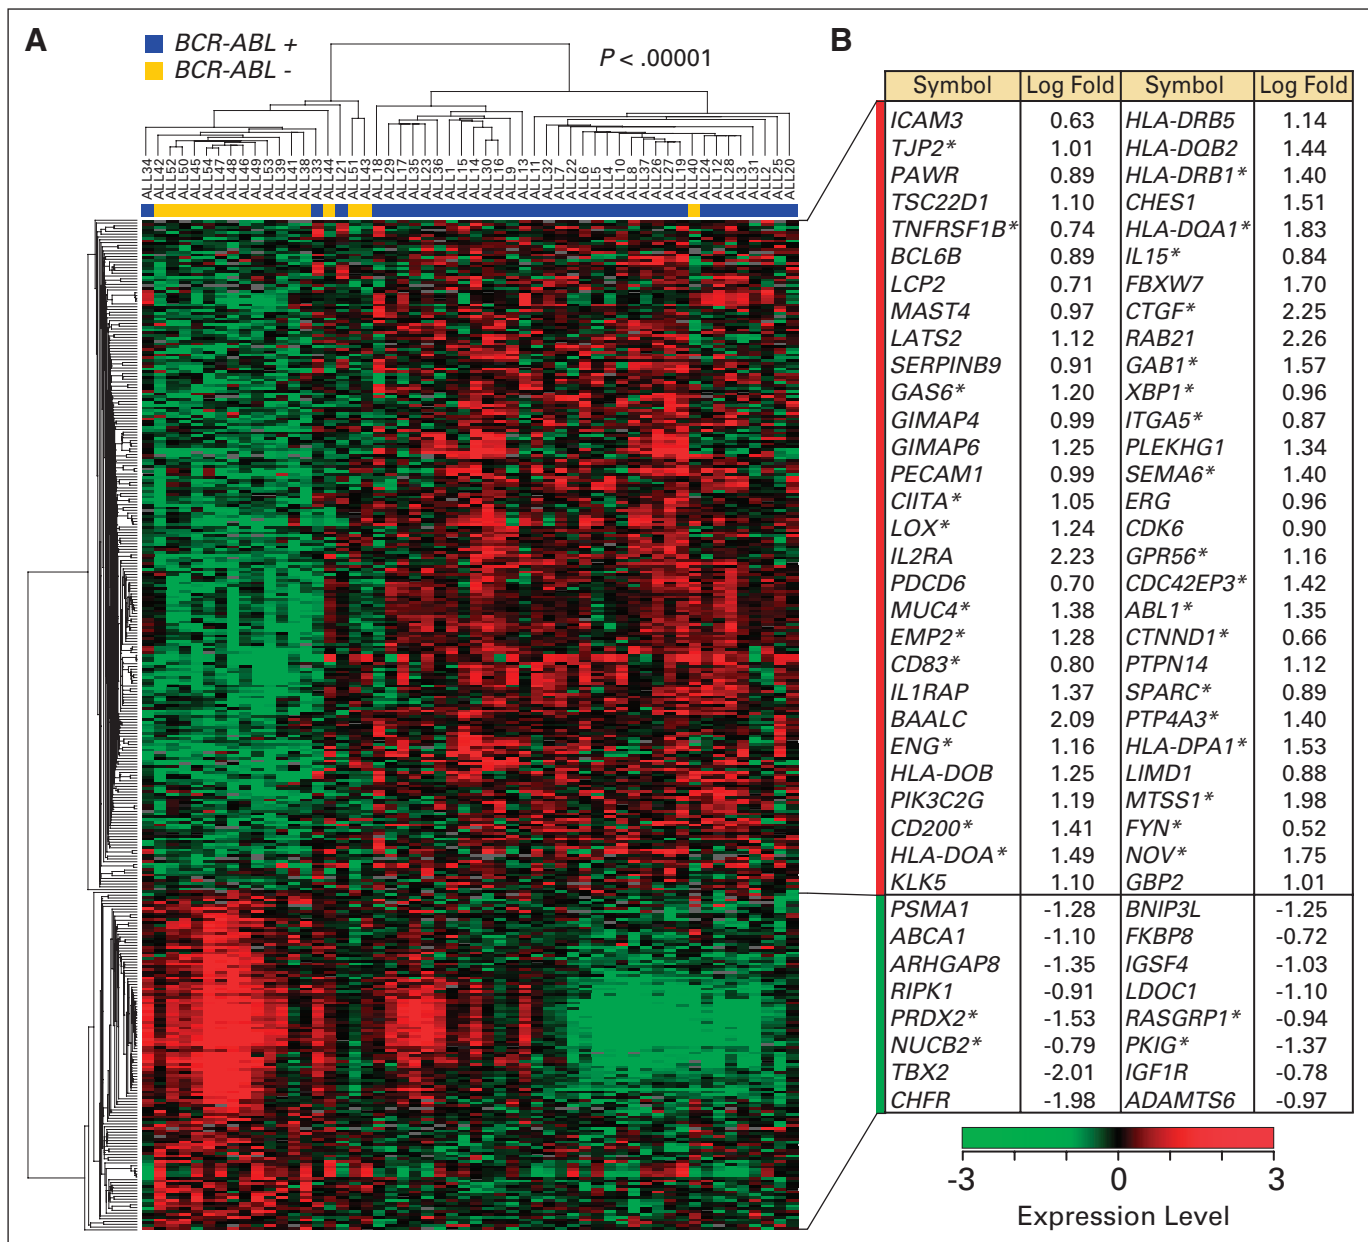 A
BCR-ABL +
BCR-ABL -
P < .00001
ALL34
ALL42
ALL52
ALL50
ALL45
ALL54
ALL47
ALL48
ALL46
ALL49
ALL53
ALL39
ALL41
ALL38
ALL33
ALL44
ALL21
ALL51
ALL43
ALL18
ALL29
ALL17
ALL35
ALL23
ALL36
ALL1
ALL15
ALL14
ALL30
ALL16
ALL9
ALL13
ALL11
ALL32
ALL7
ALL22
ALL6
ALL5
ALL4
ALL10
ALL8
ALL37
ALL26
ALL27
ALL19
ALL40
ALL24
ALL12
ALL28
ALL3
ALL31
ALL2
ALL25
ALL20
B
Symbol Log Fold Symbol Log Fold
ICAM3 0.63 HLA-DRB5 1.14
TJP2* 1.01 HLA-DQB2 1.44
PAWR 0.89 HLA-DRB1* 1.40
TSC22D1 1.10 CHES1 1.51
TNFRSF1B* 0.74 HLA-DQA1* 1.83
BCL6B 0.89 IL15* 0.84
LCP2 0.71 FBXW7 1.70
MAST4 0.97 CTGF* 2.25
LATS2 1.12 RAB21 2.26
SERPINB9 0.91 GAB1* 1.57
GAS6* 1.20 XBP1* 0.96
GIMAP4 0.99 ITGA5* 0.87
GIMAP6 1.25 PLEKHG1 1.34
PECAM1 0.99 SEMA6* 1.40
CIITA* 1.05 ERG 0.96
LOX* 1.24 CDK6 0.90
IL2RA 2.23 GPR56* 1.16
PDCD6 0.70 CDC42EP3* 1.42
MUC4* 1.38 ABL1* 1.35
EMP2* 1.28 CTNND1* 0.66
CD83* 0.80 PTPN14 1.12
IL1RAP 1.37 SPARC* 0.89
BAALC 2.09 PTP4A3* 1.40
ENG* 1.16 HLA-DPA1* 1.53
HLA-DOB 1.25 LIMD1 0.88
PIK3C2G 1.19 MTSS1* 1.98
CD200* 1.41 FYN* 0.52
HLA-DOA* 1.49 NOV* 1.75
KLK5 1.10 GBP2 1.01
PSMA1 -1.28 BNIP3L -1.25
ABCA1 -1.10 FKBP8 -0.72
ARHGAP8 -1.35 IGSF4 -1.03
RIPK1 -0.91 LDOC1 -1.10
PRDX2* -1.53 RASGRP1* -0.94
NUCB2* -0.79 PKIG* -1.37
TBX2 -2.01 IGF1R -0.78
CHFR -1.98 ADAMTS6 -0.97
-3 0 3
Expression Level